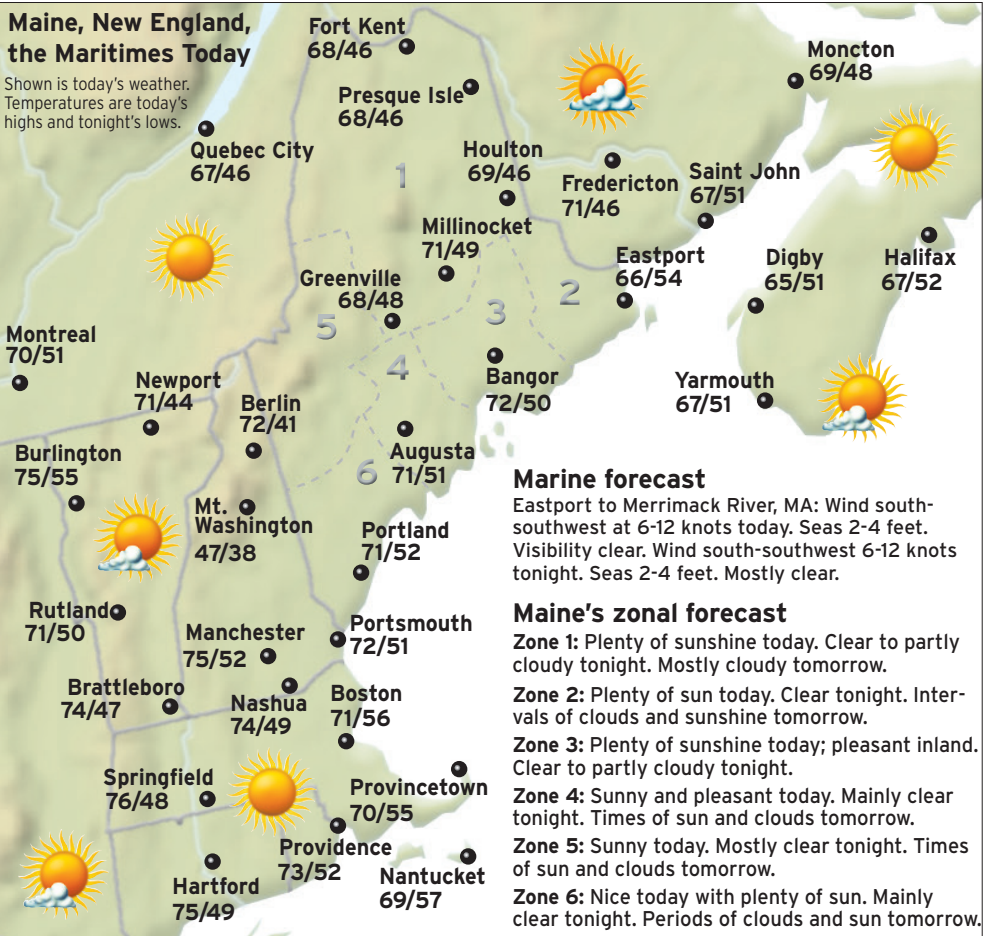 Maine, New England,
the Maritimes Today
Shown is today's weather.
Temperatures are today's
highs and tonight's lows.
Fort Kent
68/46
Presque Isle
68/46
Moncton
69/48
Quebec City
67/46
Houlton
69/46
Fredericton
71/46
Saint John
67/51
1
Millinocket
71/49
Greenville
68/48
Eastport
66/54
Digby
65/51
Halifax
67/52
2
3
5
4
Montreal
70/51
Newport
71/44
Berlin
72/41
Bangor
72/50
Yarmouth
67/51
Burlington
75/55
Augusta
71/51
6
Mt.
Washington
47/38
Portland
71/52
Rutland
71/50
Manchester
75/52
Portsmouth
72/51
Brattleboro
74/47
Nashua
74/49
Boston
71/56
Springfield
76/48
Provincetown
70/55
Providence
73/52
Hartford
75/49
Nantucket
69/57
Marine forecast
Eastport to Merrimack River, MA: Wind south-
southwest at 6-12 knots today. Seas 2-4 feet.
Visibility clear. Wind south-southwest 6-12 knots
tonight. Seas 2-4 feet. Mostly clear.
Maine's zonal forecast
Zone 1: Plenty of sunshine today. Clear to partly
cloudy tonight. Mostly cloudy tomorrow.
Zone 2: Plenty of sun today. Clear tonight. Inter-
vals of clouds and sunshine tomorrow.
Zone 3: Plenty of sunshine today; pleasant inland.
Clear to partly cloudy tonight.
Zone 4: Sunny and pleasant today. Mainly clear
tonight. Times of sun and clouds tomorrow.
Zone 5: Sunny today. Mostly clear tonight. Times
of sun and clouds tomorrow.
Zone 6: Nice today with plenty of sun. Mainly
clear tonight. Periods of clouds and sun tomorrow.